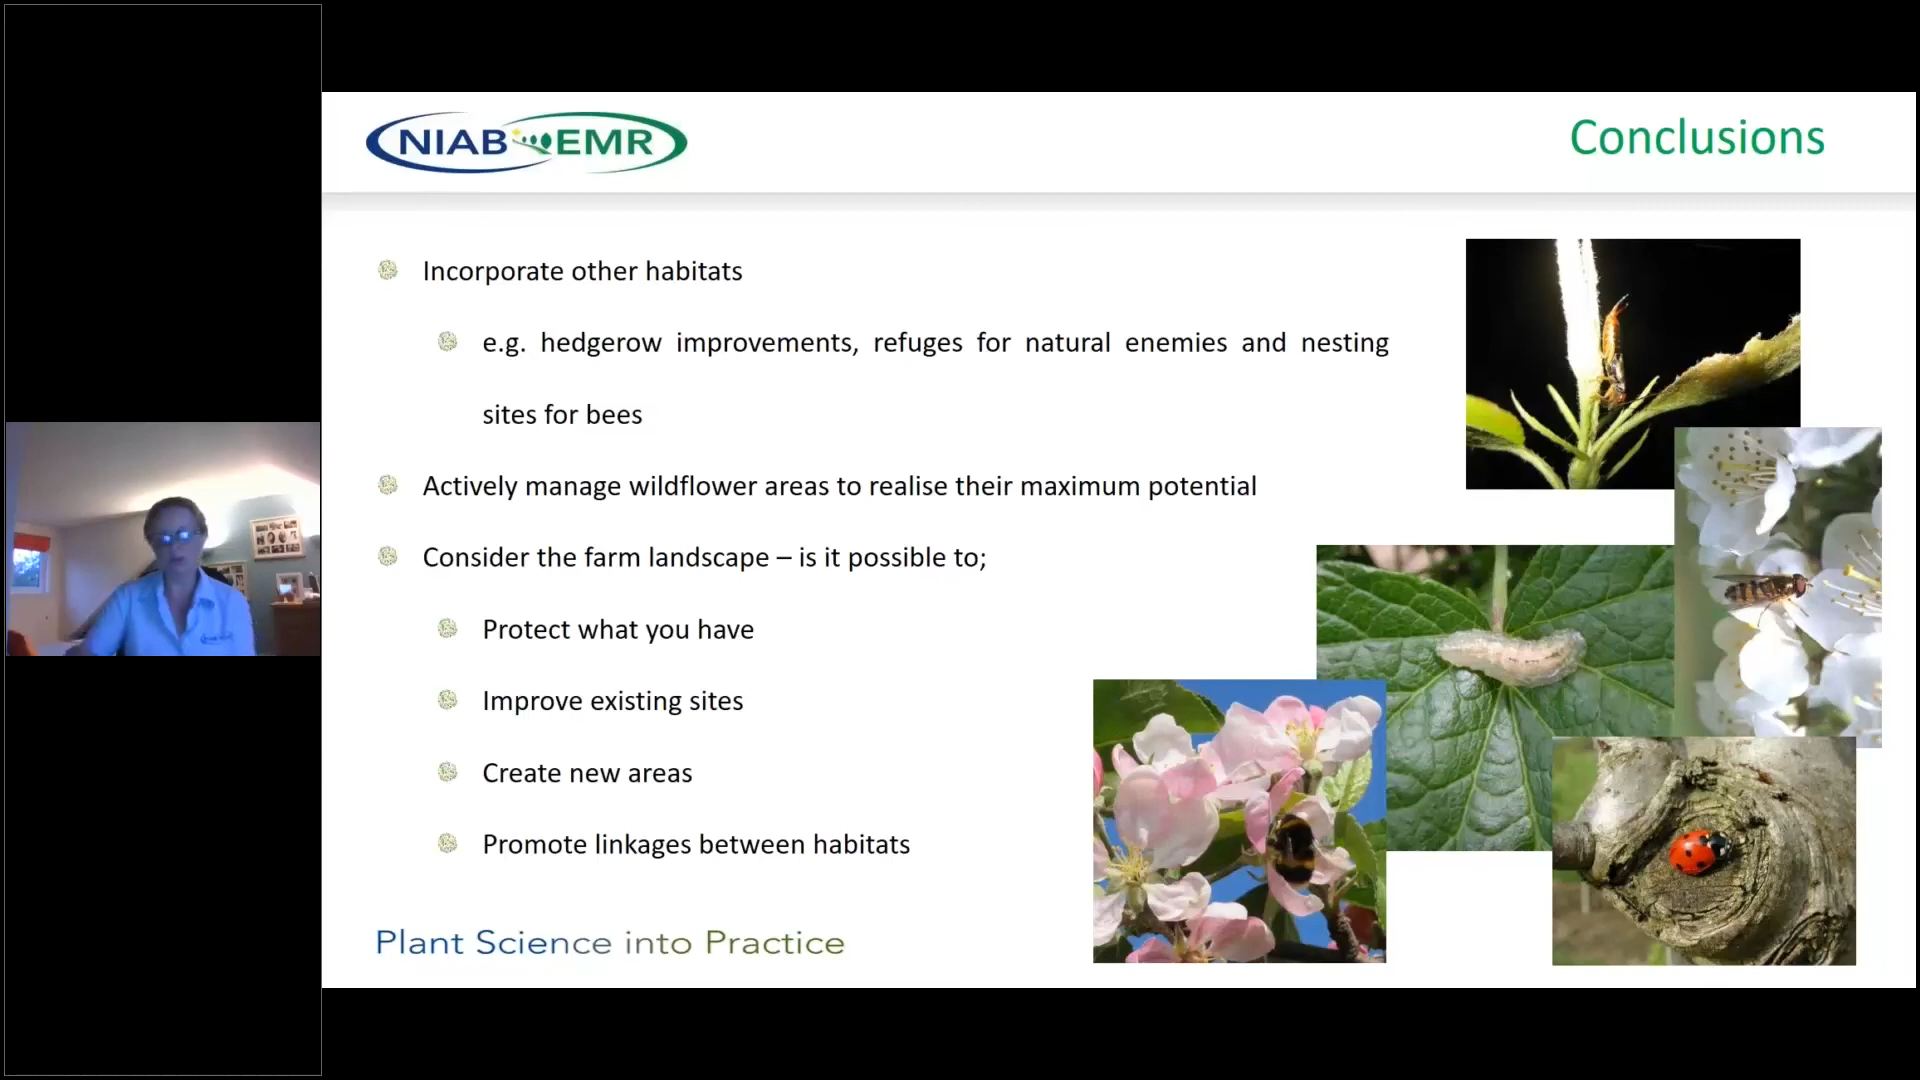 NIAB EMR
Conclusions
Incorporate other habitats
e.g. hedgerow improvements, refuges for natural enemies and nesting
sites for bees
Actively manage wildflower areas to realise their maximum potential
Consider the farm landscape – is it possible to;
Protect what you have
Improve existing sites
Create new areas
Promote linkages between habitats
Plant Science into Practice